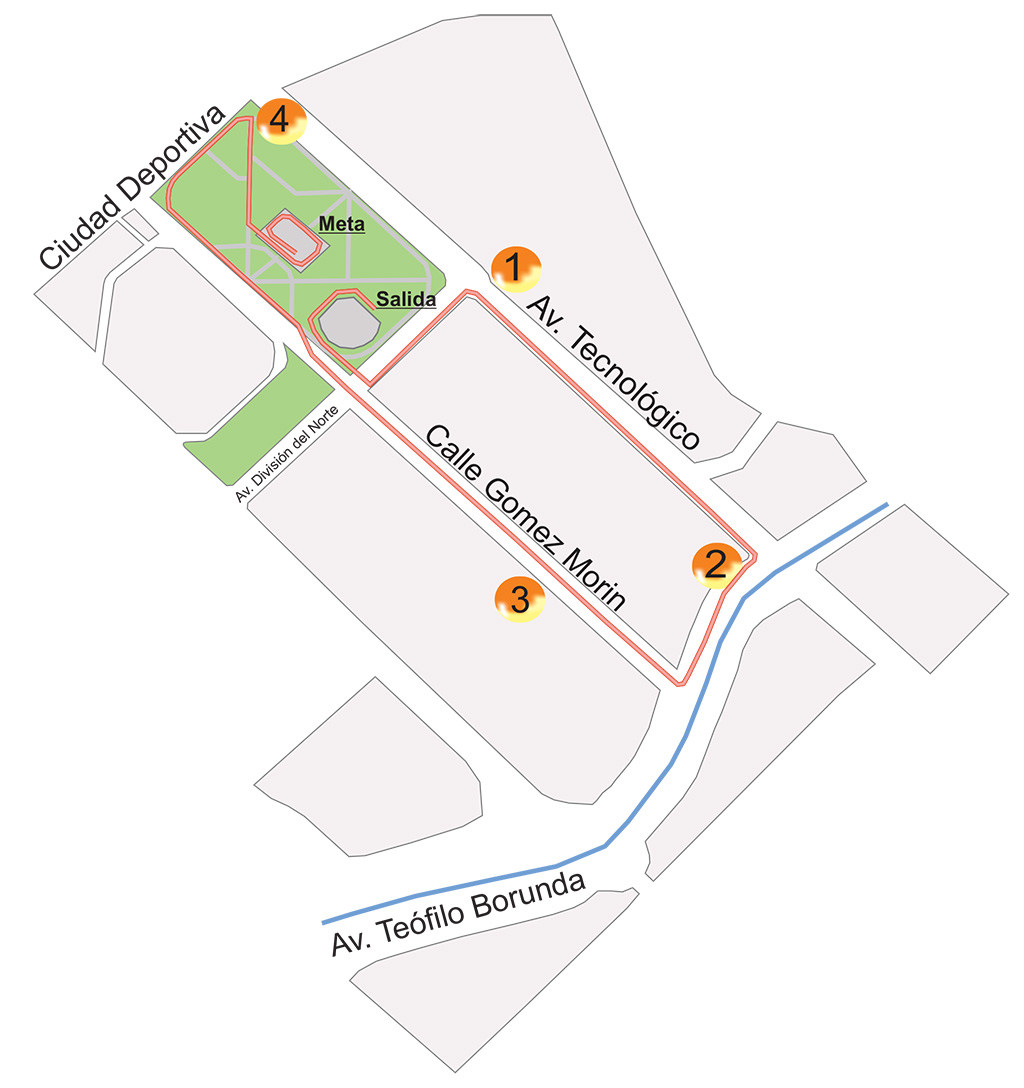 Ciudad Deportiva
4
Meta
1
Salida
Av. Tecnológico
Av. División del Norte
Calle Gomez Morin
2
3
Av. Teófilo Borunda